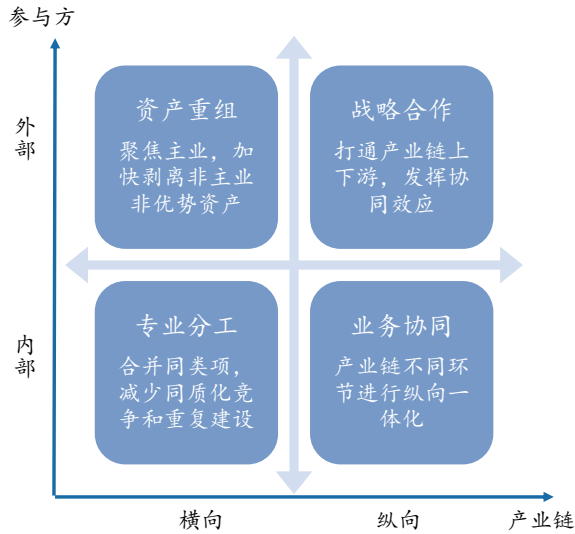 参与方
外部
资产重组
聚焦主业，加
快剥离非主业
非优势资产
战略合作
打通产业链上
下游，发挥协
同效应
内部
专业分工
合并同类项，
减少同质化竞
争和重复建设
业务协同
产业链不同环
节进行纵向一
体化
横向
纵向
产业链